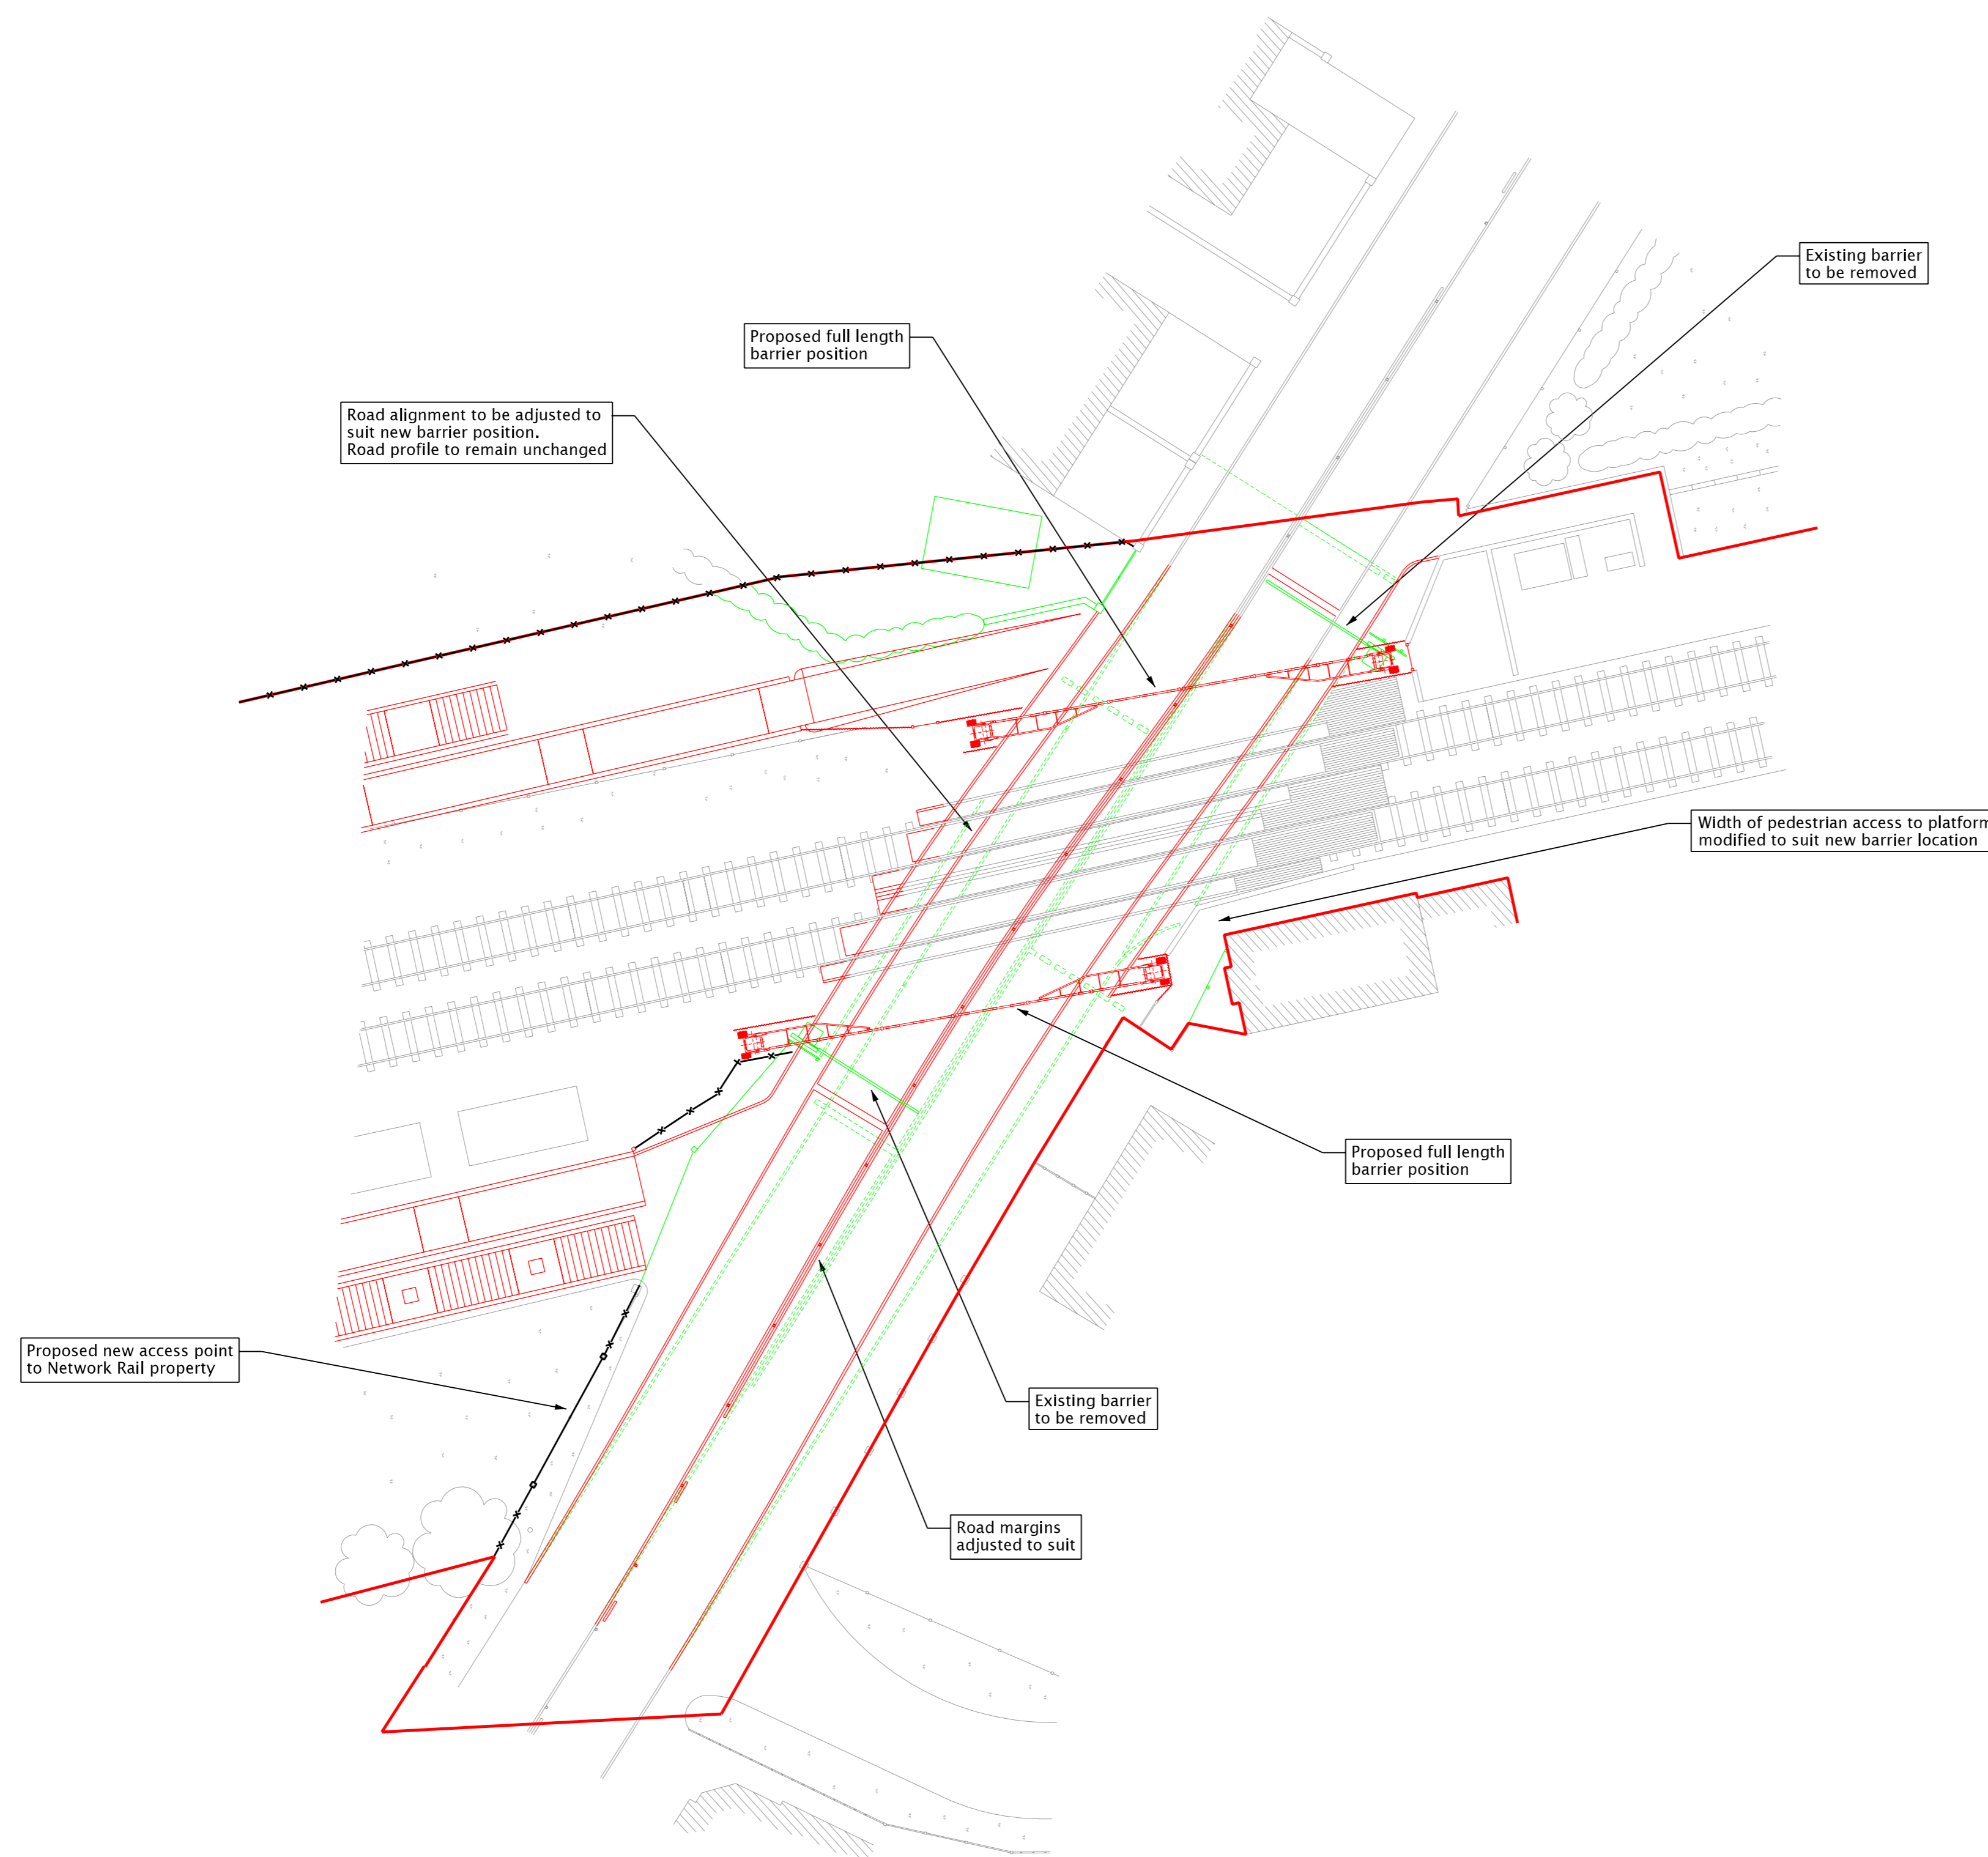 Existing barrier
to be removed
Proposed full length
barrier position
Road alignment to be adjusted to
suit new barrier position.
Road profile to remain unchanged
Width of pedestrian access to platform
modified to suit new barrier location
Proposed full length
barrier position
Proposed new access point
to Network Rail property
Existing barrier
to be removed
Road margins
adjusted to suit